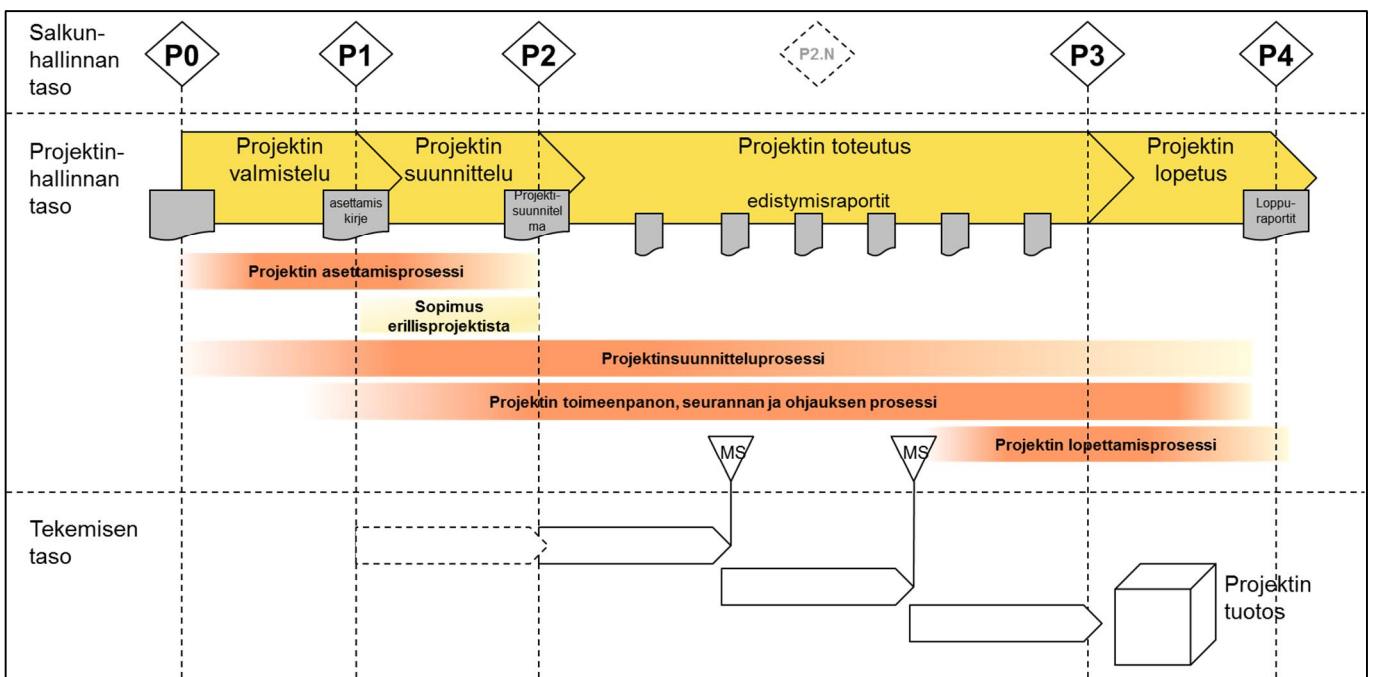 Salkun-
hallinnan
taso
P0
P1
P2
P2.N
P3
P4
Projektin-
hallinnan
taso
Projektin
valmistelu
Projektin
suunnittelu
Projektin toteutus
Projektin
lopetus
asettamis
kirje
Projekti-
suunnitel
ma
edistymisraportit
Loppu-
raportit
Projektin asettamisprosessi
Sopimus
erillisprojektista
Projektinsuunnitteluprosessi
Projektin toimeenpanon, seurannan ja ohjauksen prosessi
Projektin lopettamisprosessi
MS
MS
Tekemisen
taso
Projektin
tuotos